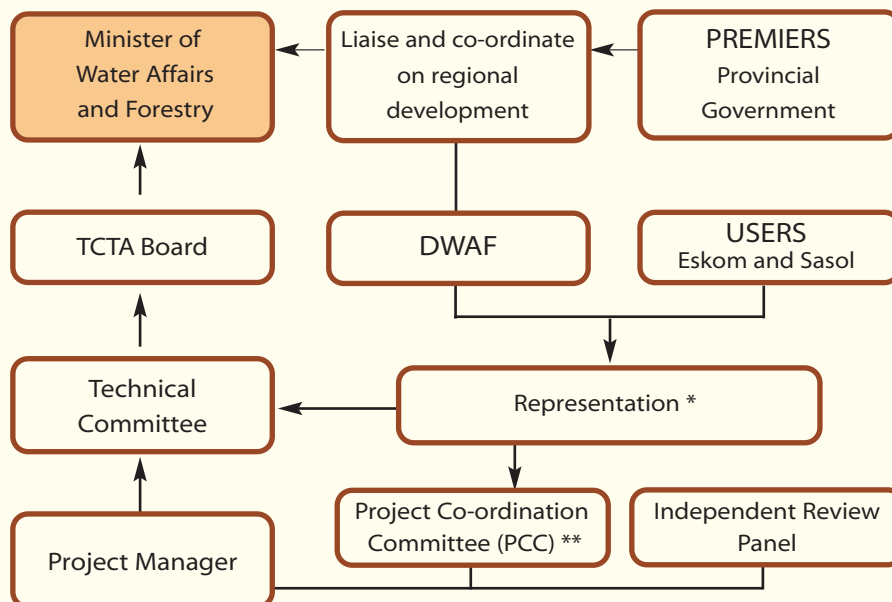 Minister of
Water Affairs
and Forestry
Liaise and co-ordinate
on regional
development
PREMIERS
Provincial
Government
TCTA Board
DWAF
USERS
Eskom and Sasol
Technical
Committee
Representation *
Project Manager
Project Co-ordination
Committee (PCC) **
Independent Review
Panel